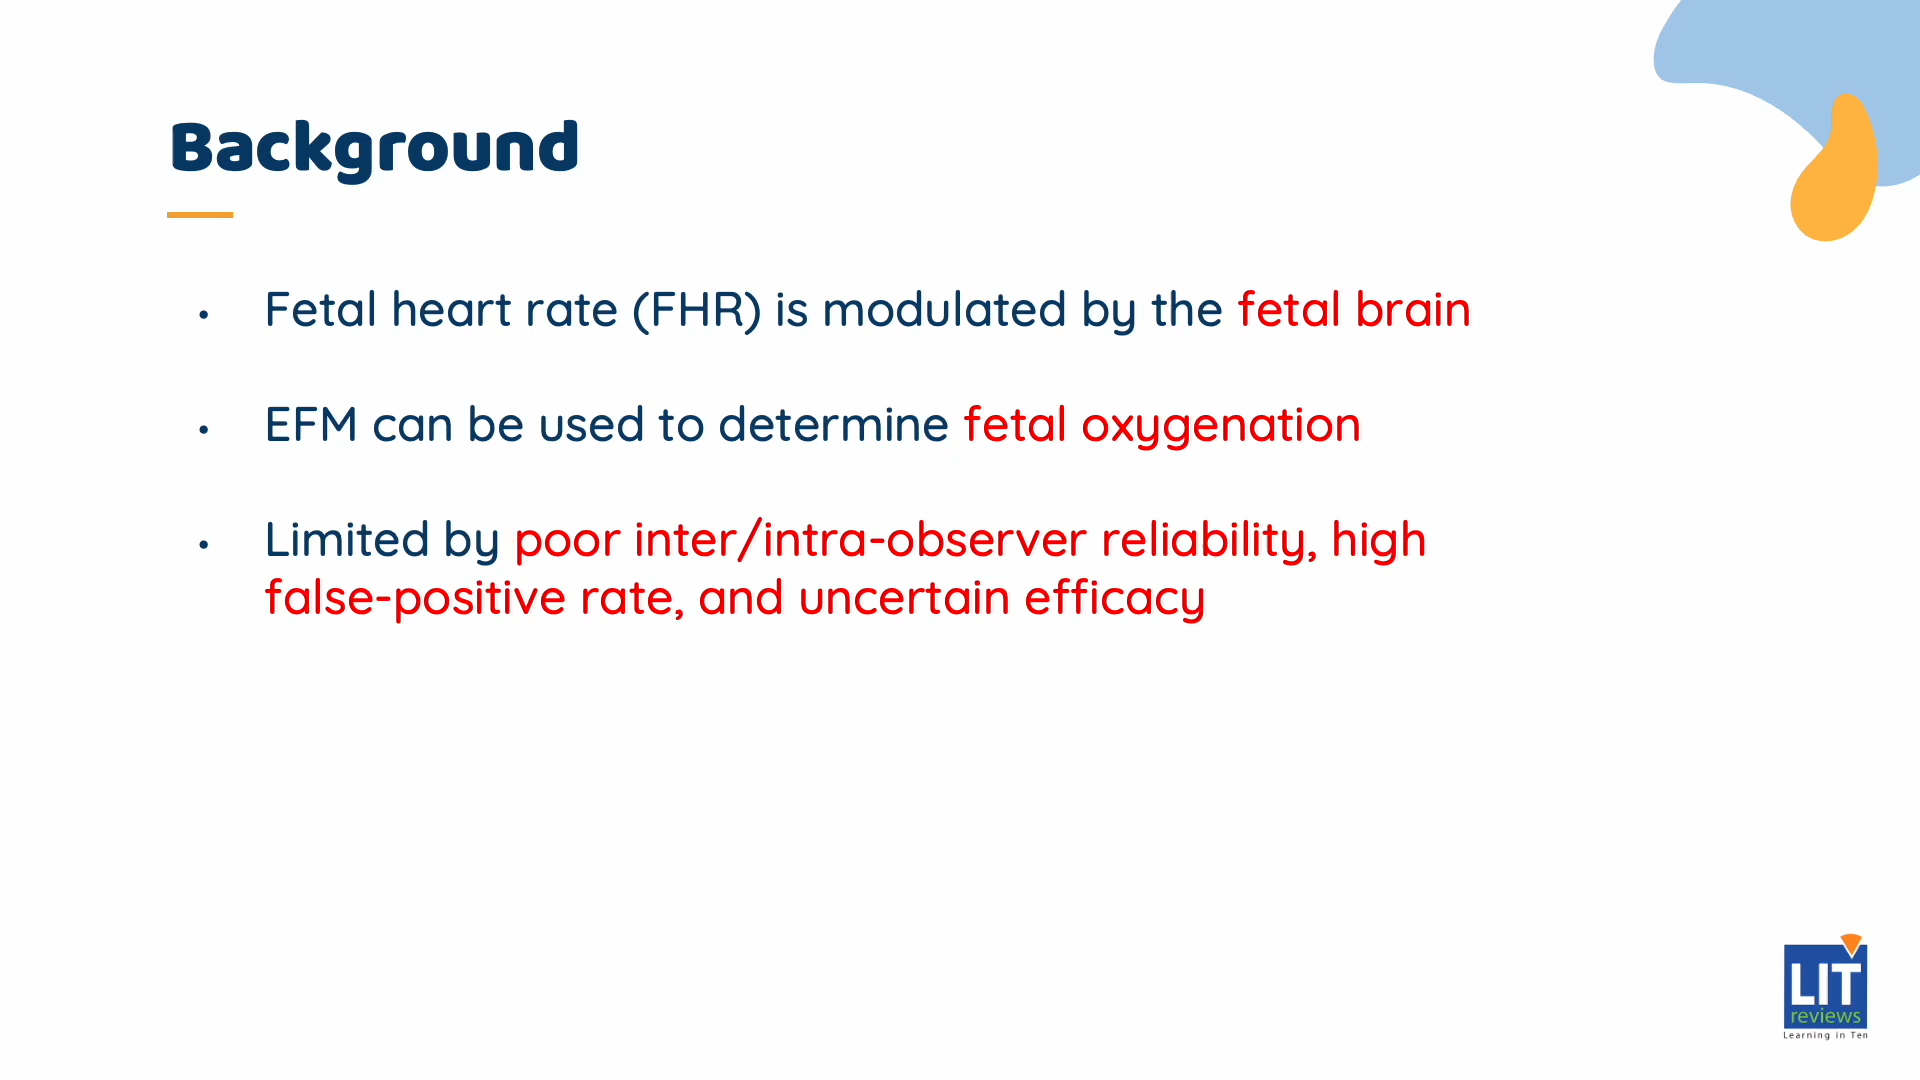 Background
• Fetal heart rate (FHR) is modulated by the fetal brain
• EFM can be used to determine fetal oxygenation
• Limited by poor inter/intra-observer reliability, high
false-positive rate, and uncertain efficacy
LIT
reviews
Learning in Ten